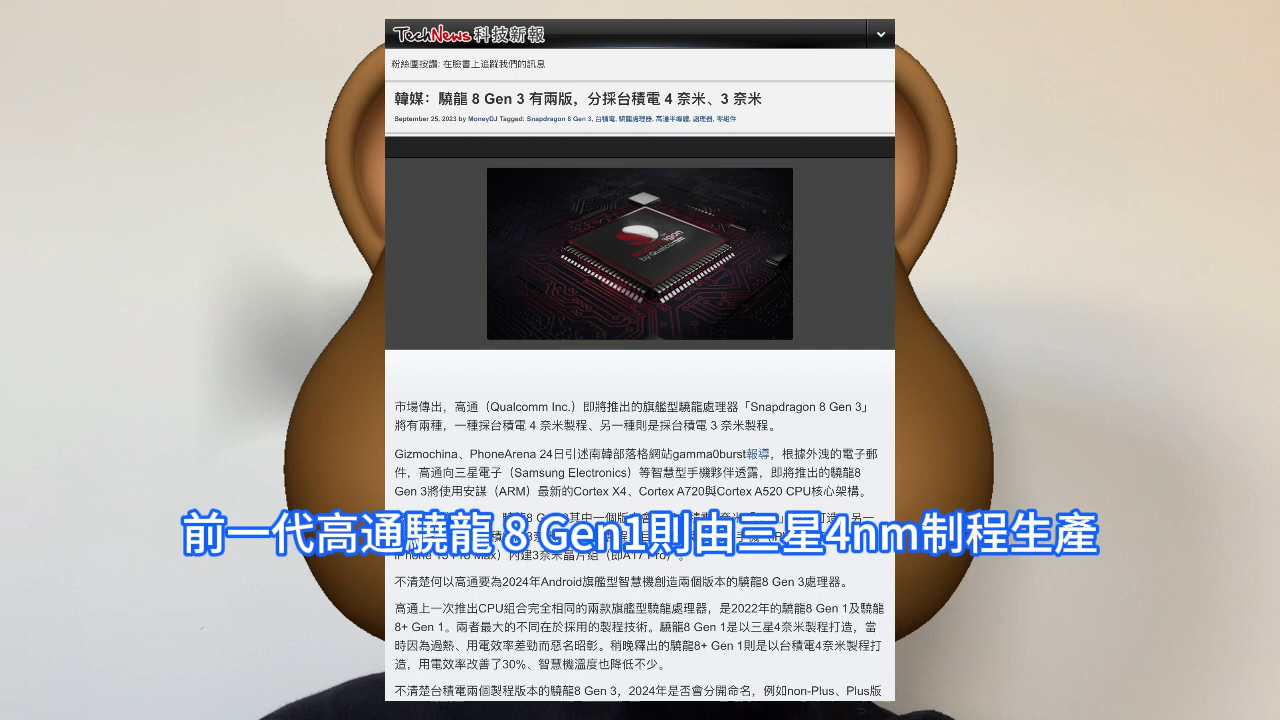 TechNews 科技新報
粉絲團按讚: 在臉書上追蹤我們的訊息
韓媒：驍龍 8 Gen 3 有兩版，分採台積電 4 奈米、3 奈米
September 25, 2023 by MoneyDJ Tagged: Snapdragon 8 Gen 3, 台積電, 驍龍處理器, 高通半導體, 處理器, 零組件
by Qualcomm
市場傳出，高通（Qualcomm Inc.）即將推出的旗艦型驍龍處理器「Snapdragon 8 Gen 3」
將有兩種，一種採台積電 4 奈米製程、另一種則是採台積電 3 奈米製程。
Gizmochina、PhoneArena 24日引述南韓部落格網站gamma0burst報導，根據外洩的電子郵
件，高通向三星電子（Samsung Electronics）等智慧型手機夥伴透露，即將推出的驍龍8
Gen 3將使用安謀（ARM）最新的Cortex X4、Cortex A720與Cortex A520 CPU核心架構。
前一代高通驍龍 8 Gen1則由三星4nm制程生產
iPhone 15 Pro Max）內建3奈米晶片組（即A17 Pro）。
不清楚何以高通要為2024年Android旗艦型智慧機創造兩個版本的驍龍8 Gen 3處理器。
高通上一次推出CPU組合完全相同的兩款旗艦型驍龍處理器，是2022年的驍龍8 Gen 1及驍龍
8+ Gen 1。兩者最大的不同在於採用的製程技術。驍龍8 Gen 1是以三星4奈米製程打造，當
時因為過熱、用電效率差勁而惡名昭彰。稍晚釋出的驍龍8+ Gen 1則是以台積電4奈米製程打
造，用電效率改善了30%、智慧機溫度也降低不少。
不清楚台積電兩個製程版本的驍龍8 Gen 3，2024年是否會分開命名，例如non-Plus、Plus版